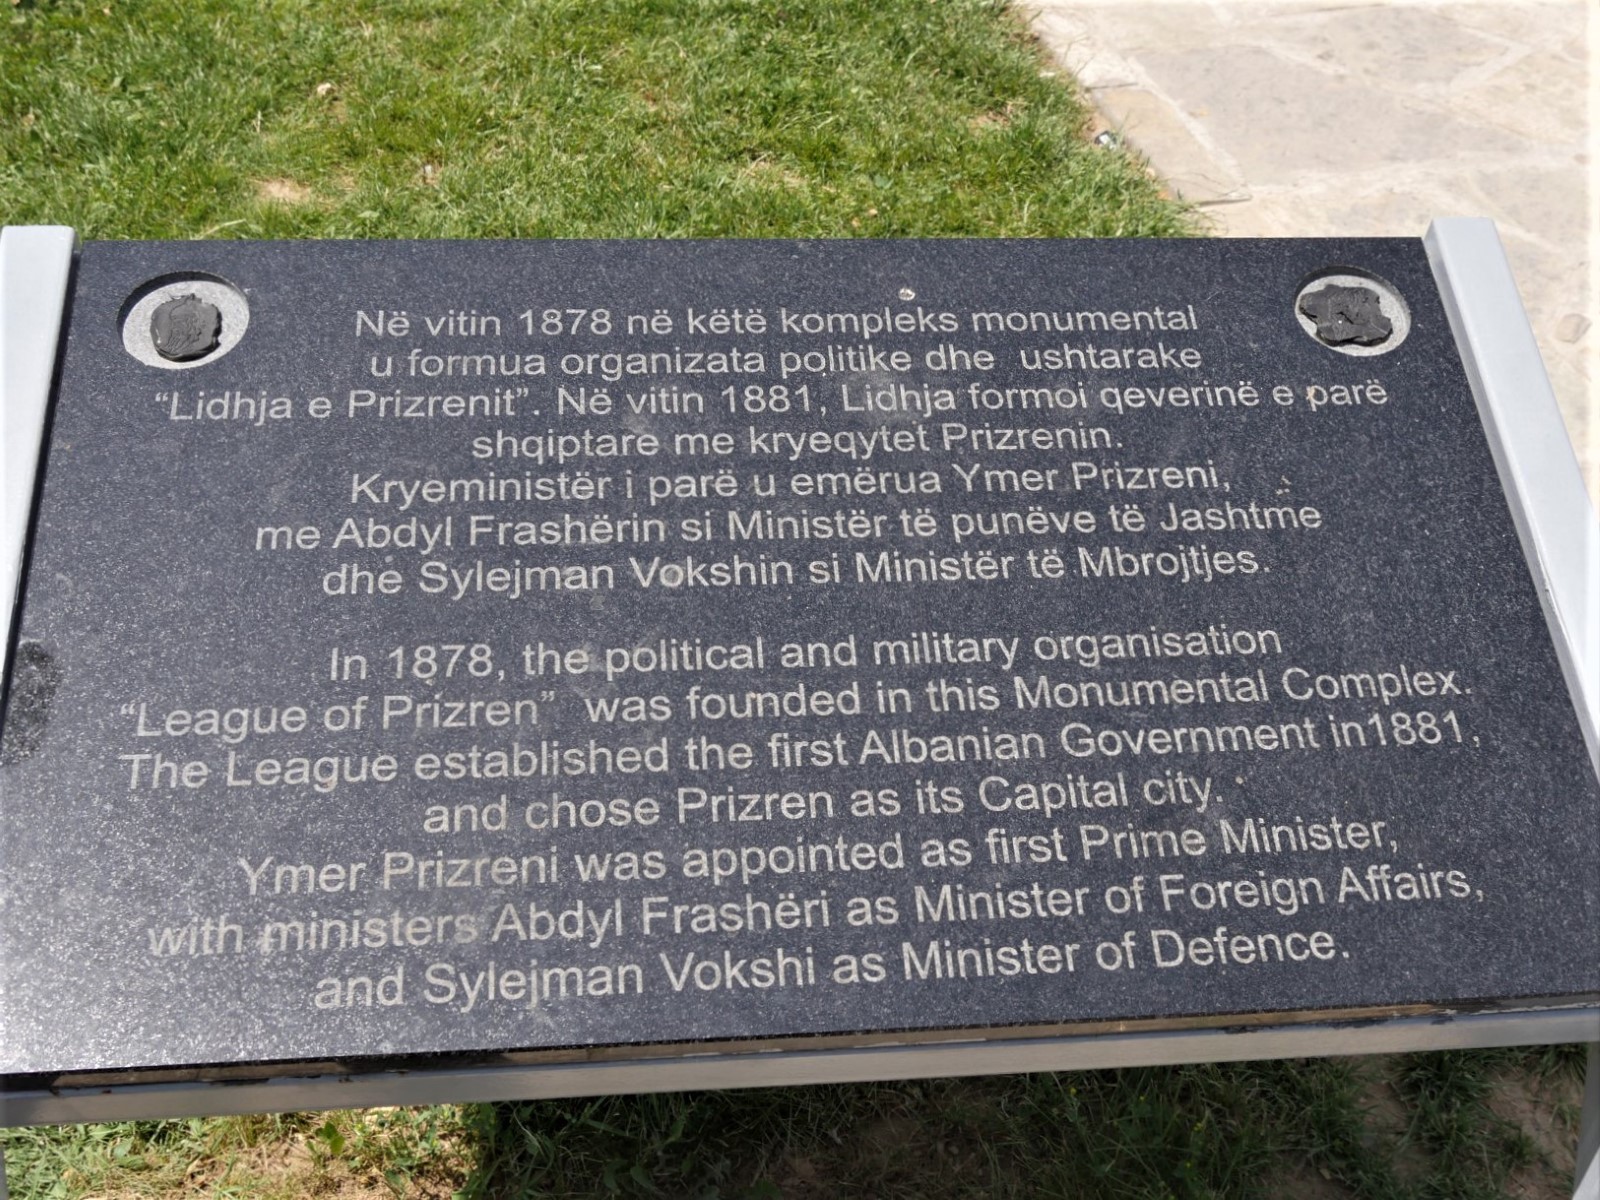 Në vitin 1878 në këtë kompleks monumental
u formua organizata politike dhe ushtarake
“Lidhja e Prizrenit”. Në vitin 1881, Lidhja formoi qeverinë e parë
shqiptare me kryeqytet Prizrenin.
Kryeministër i parë u emërua Ymer Prizreni,
me Abdyl Frashërin si Ministër të punëve të Jashtme
dhe Sylejman Vokshin si Ministër të Mbrojtjes.
In 1878, the political and military organisation
“League of Prizren” was founded in this Monumental Complex.
The League established the first Albanian Government in1881,
and chose Prizren as its Capital city.
Ymer Prizreni was appointed as first Prime Minister,
with ministers Abdyl Frashëri as Minister of Foreign Affairs,
and Sylejman Vokshi as Minister of Defence.